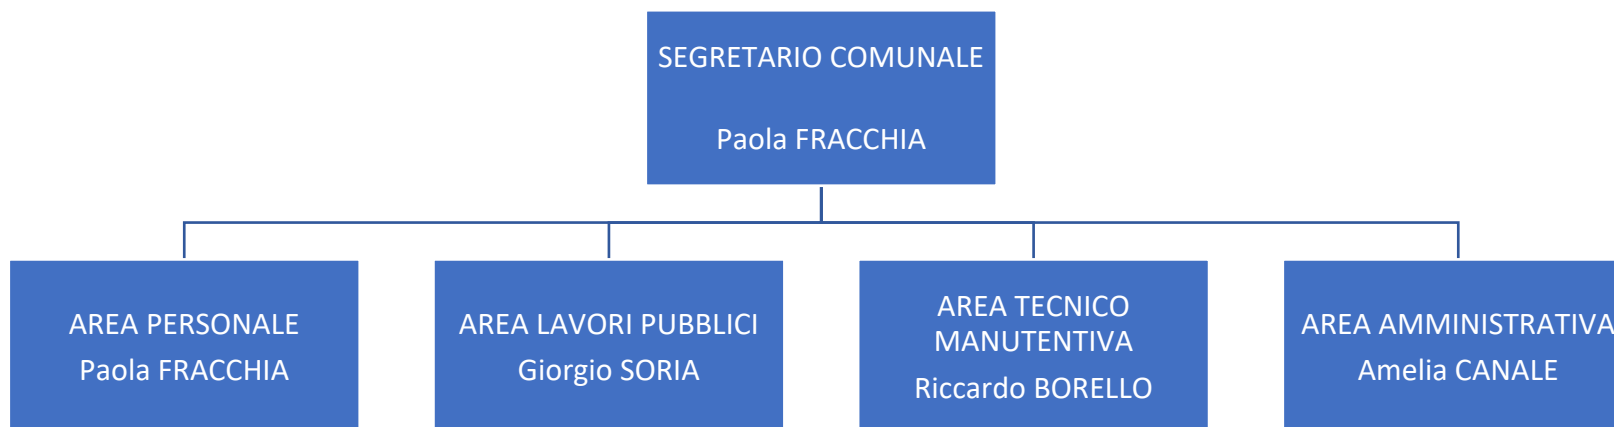 SEGRETARIO COMUNALE
Paola FRACCHIA
AREA PERSONALE
Paola FRACCHIA
AREA LAVORI PUBBLICI
Giorgio SORIA
AREA TECNICO
MANUTENTIVA
Riccardo BORELLO
AREA AMMINISTRATIVA
Amelia CANALE